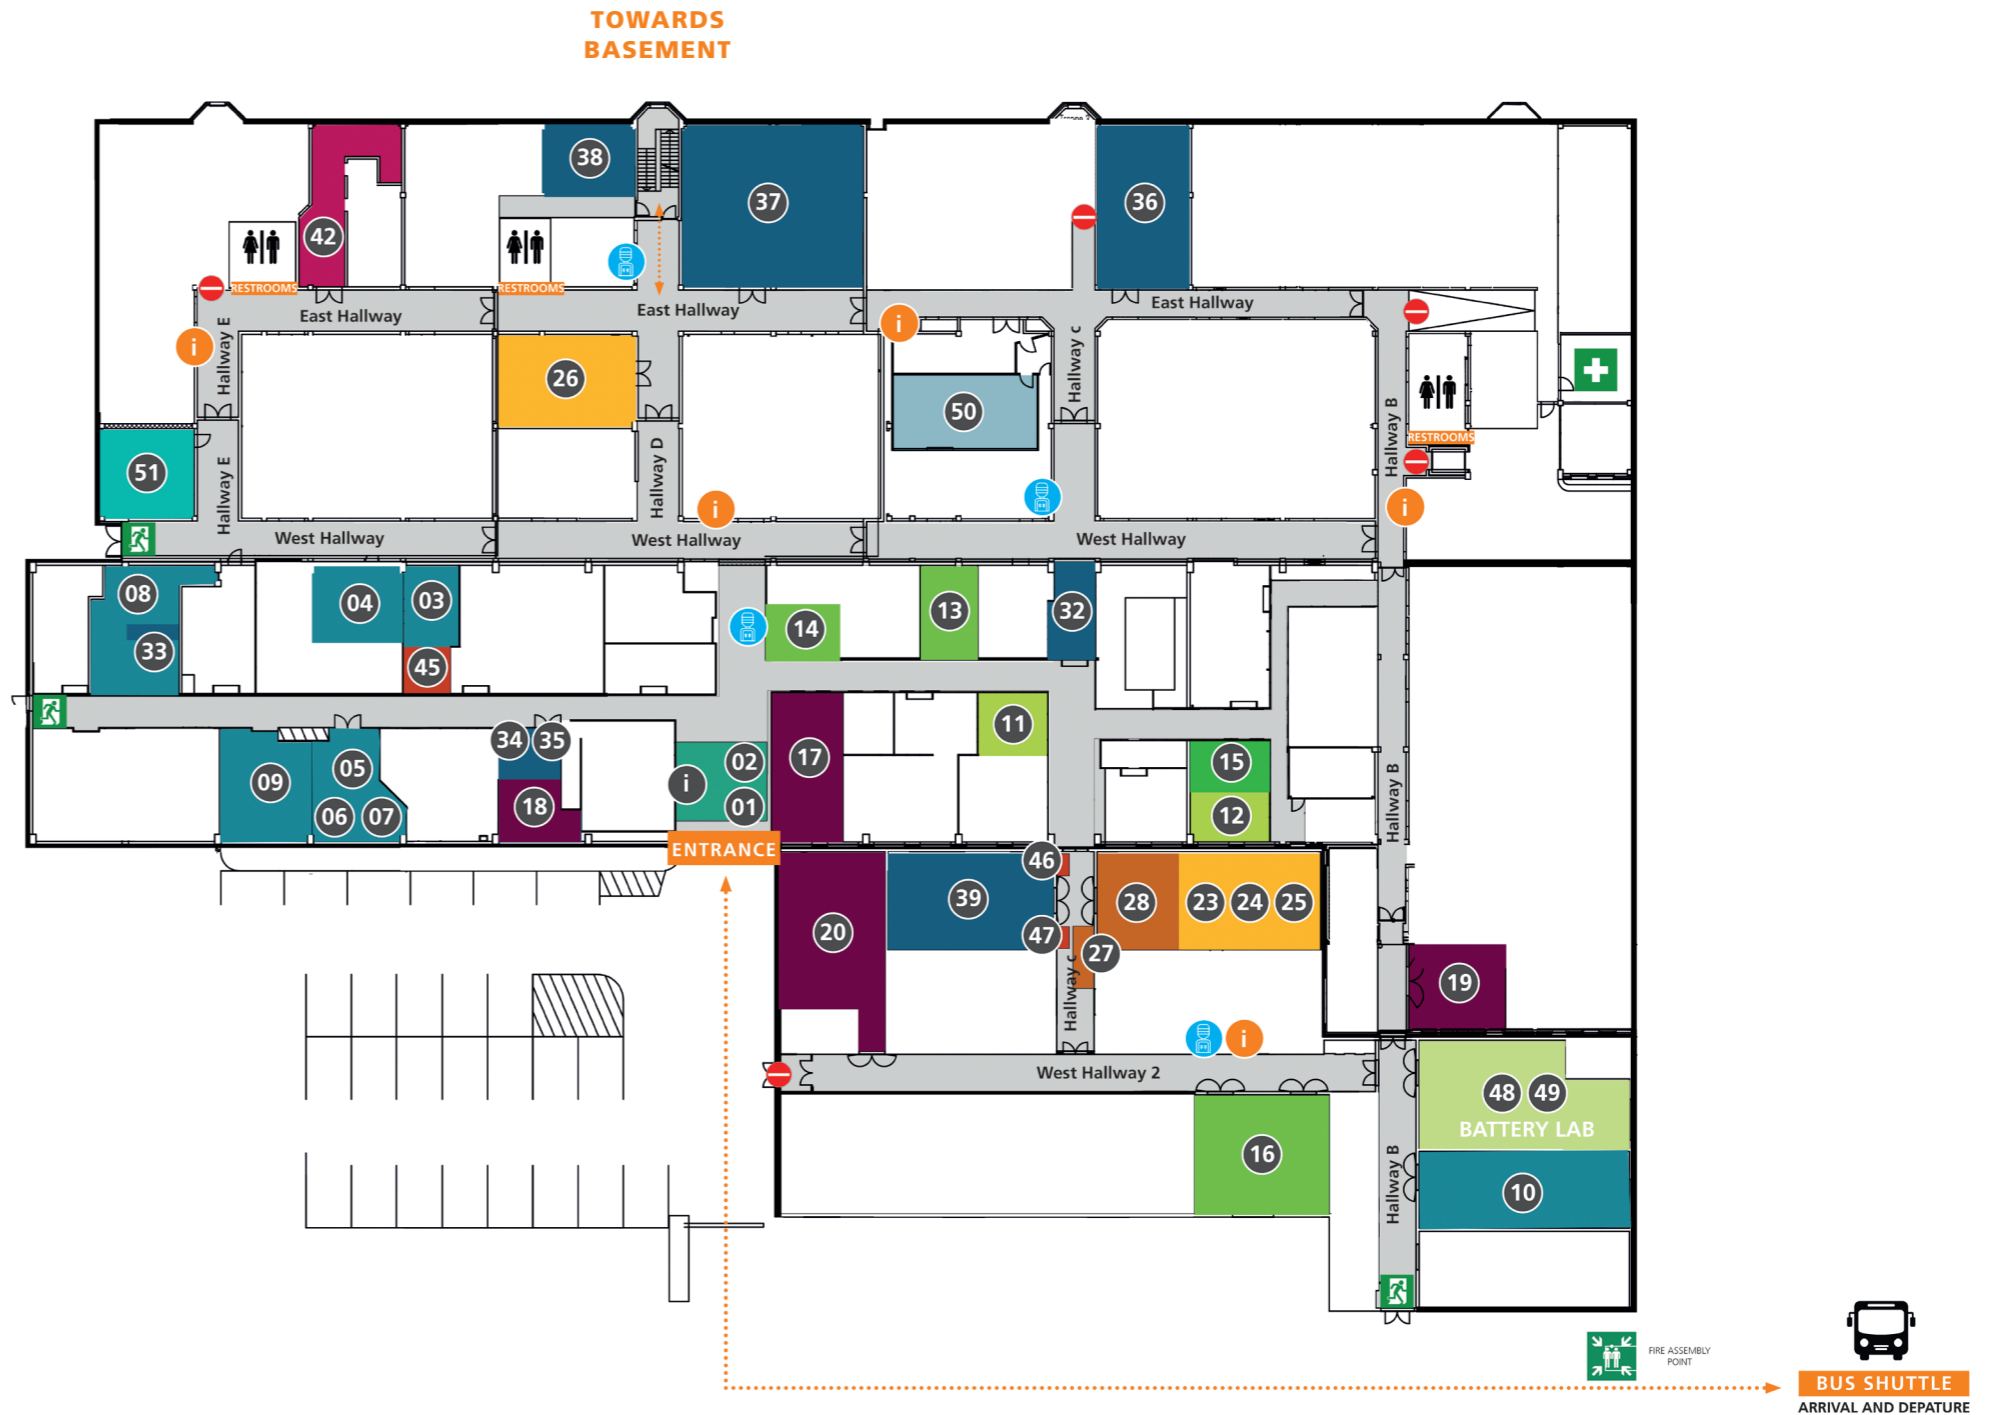 TOWARDS
BASEMENT
38
37
36
42
RESTROOMS
RESTROOMS
East Hallway
East Hallway
East Hallway
i
i
Hallway E
Hallway c
26
50
Hallway B
RESTROOMS
51
Hallway E
Hallway D
i
i
West Hallway
West Hallway
West Hallway
08
04
03
14
13
32
33
45
34
35
11
09
05
06
07
18
i
02
01
17
15
12
Hallway B
ENTRANCE
46
39
47
20
28
23
24
25
27
Hallway c
19
i
West Hallway 2
48
49
BATTERY LAB
16
Hallway B
10
FIRE ASSEMBLY
POINT
BUS SHUTTLE
ARRIVAL AND DEPATURE